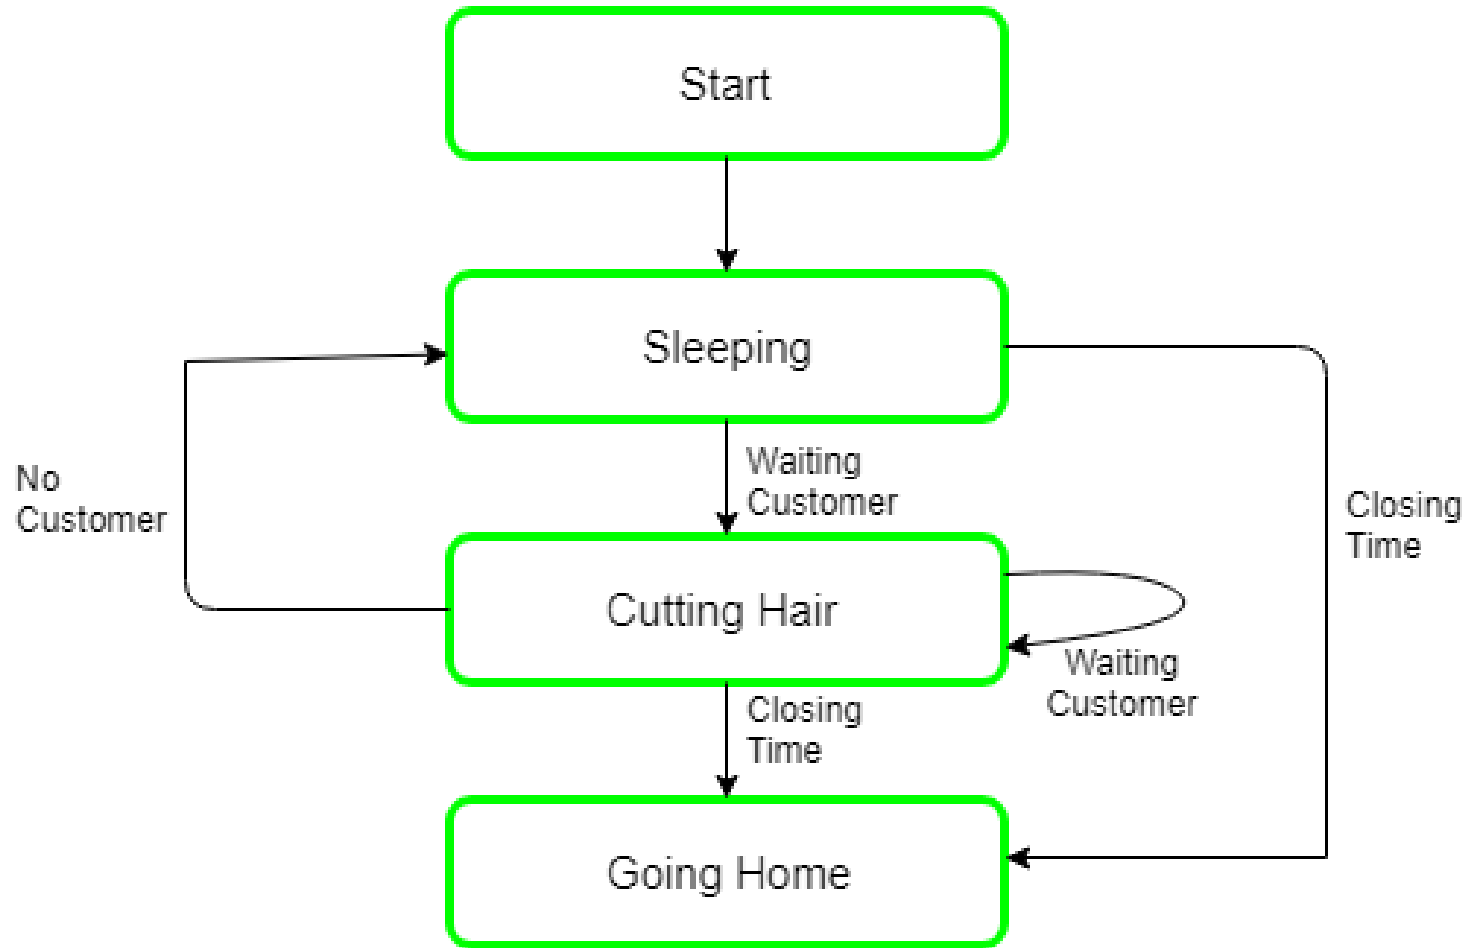 Start
Sleeping
Waiting
Customer
No
Customer
Closing
Time
Cutting Hair
Waiting
Customer
Closing
Time
Going Home